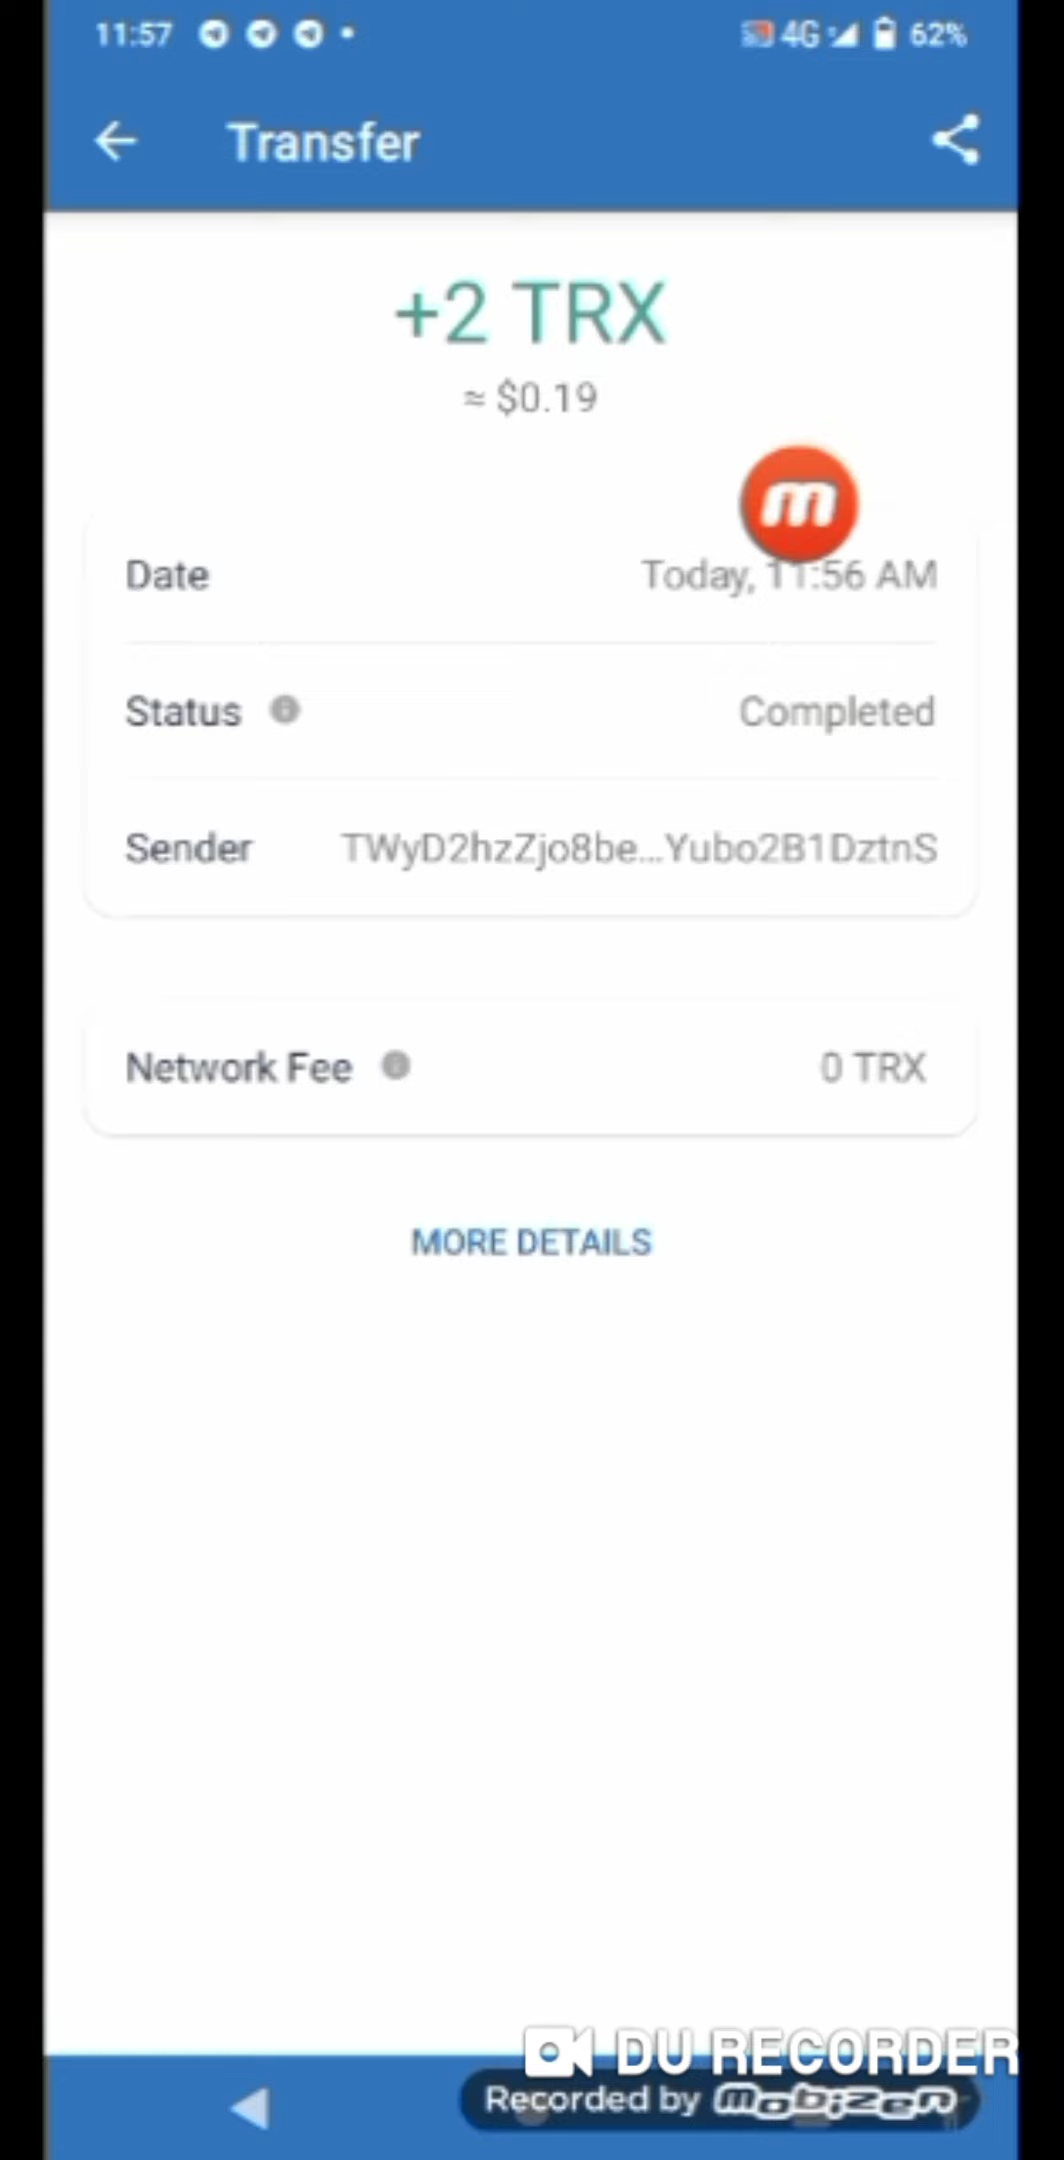 11:57 4G 62%
Transfer
+2 TRX
≈ $0.19
m
Date Today, 11:56 AM
Status Completed
Sender TWyD2hzZjo8be...Yubo2B1DztnS
Network Fee 0 TRX
MORE DETAILS
DU RECORDER
Recorded by mobizen